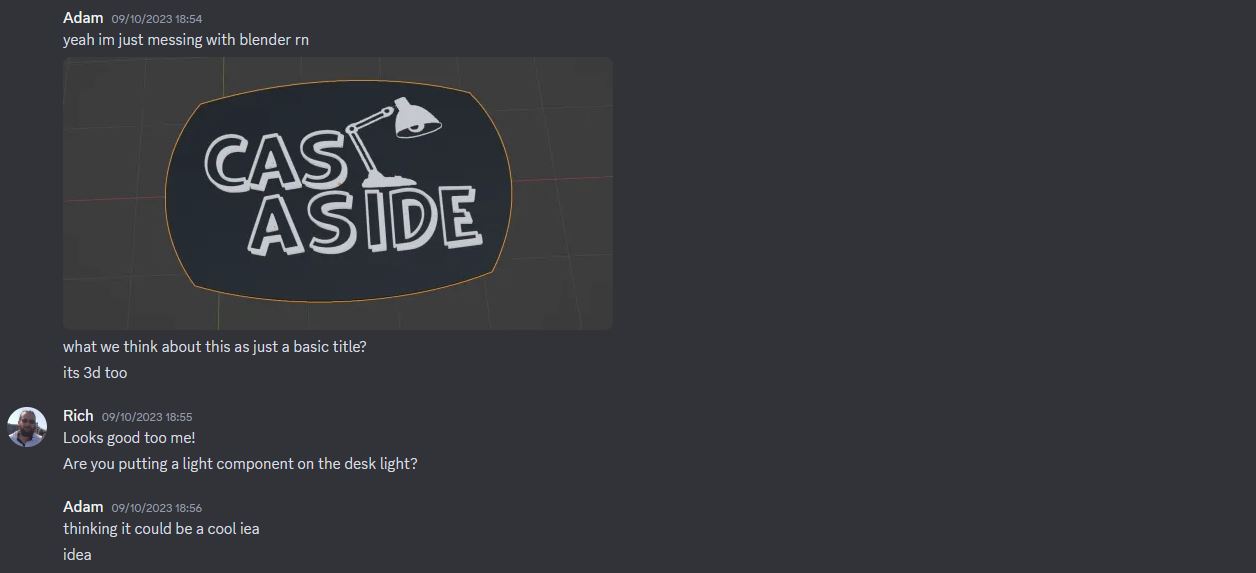 Adam 09/10/2023 18:54
yeah im just messing with blender rn
CAS
ASIDE
what we think about this as just a basic title?
its 3d too
Rich 09/10/2023 18:55
Looks good too me!
Are you putting a light component on the desk light?
Adam 09/10/2023 18:56
thinking it could be a cool iea
idea